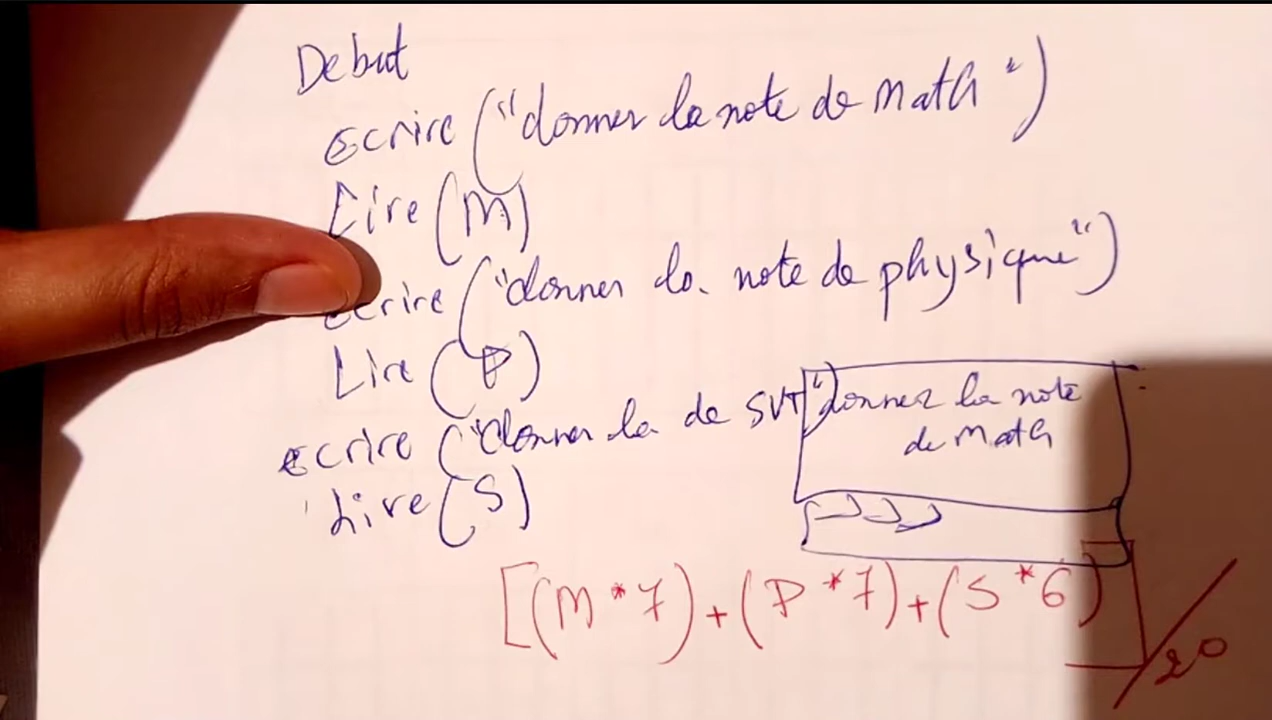 Debut
ecrire ("donner la note de Math")
Lire (M)
ecrire ("donner la note de physique")
Lire (P)
ecrire ("donner la de SVT")
Lire (S)
donner la note
de Math
[(M * 7) + (P * 7) + (S * 6)] / 20